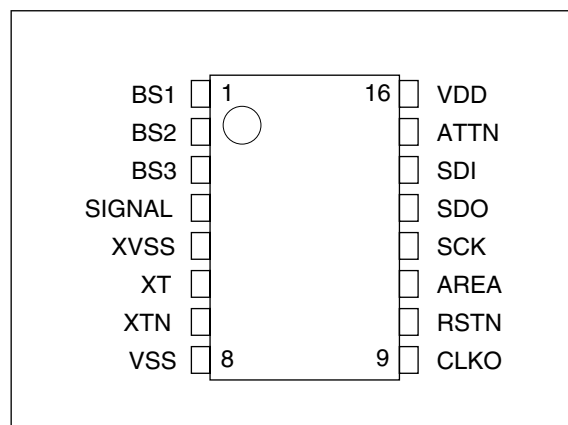 BS1 1 16 VDD
BS2 ATTN
BS3 SDI
SIGNAL SDO
XVSS SCK
XT AREA
XTN RSTN
VSS 8 9 CLKO